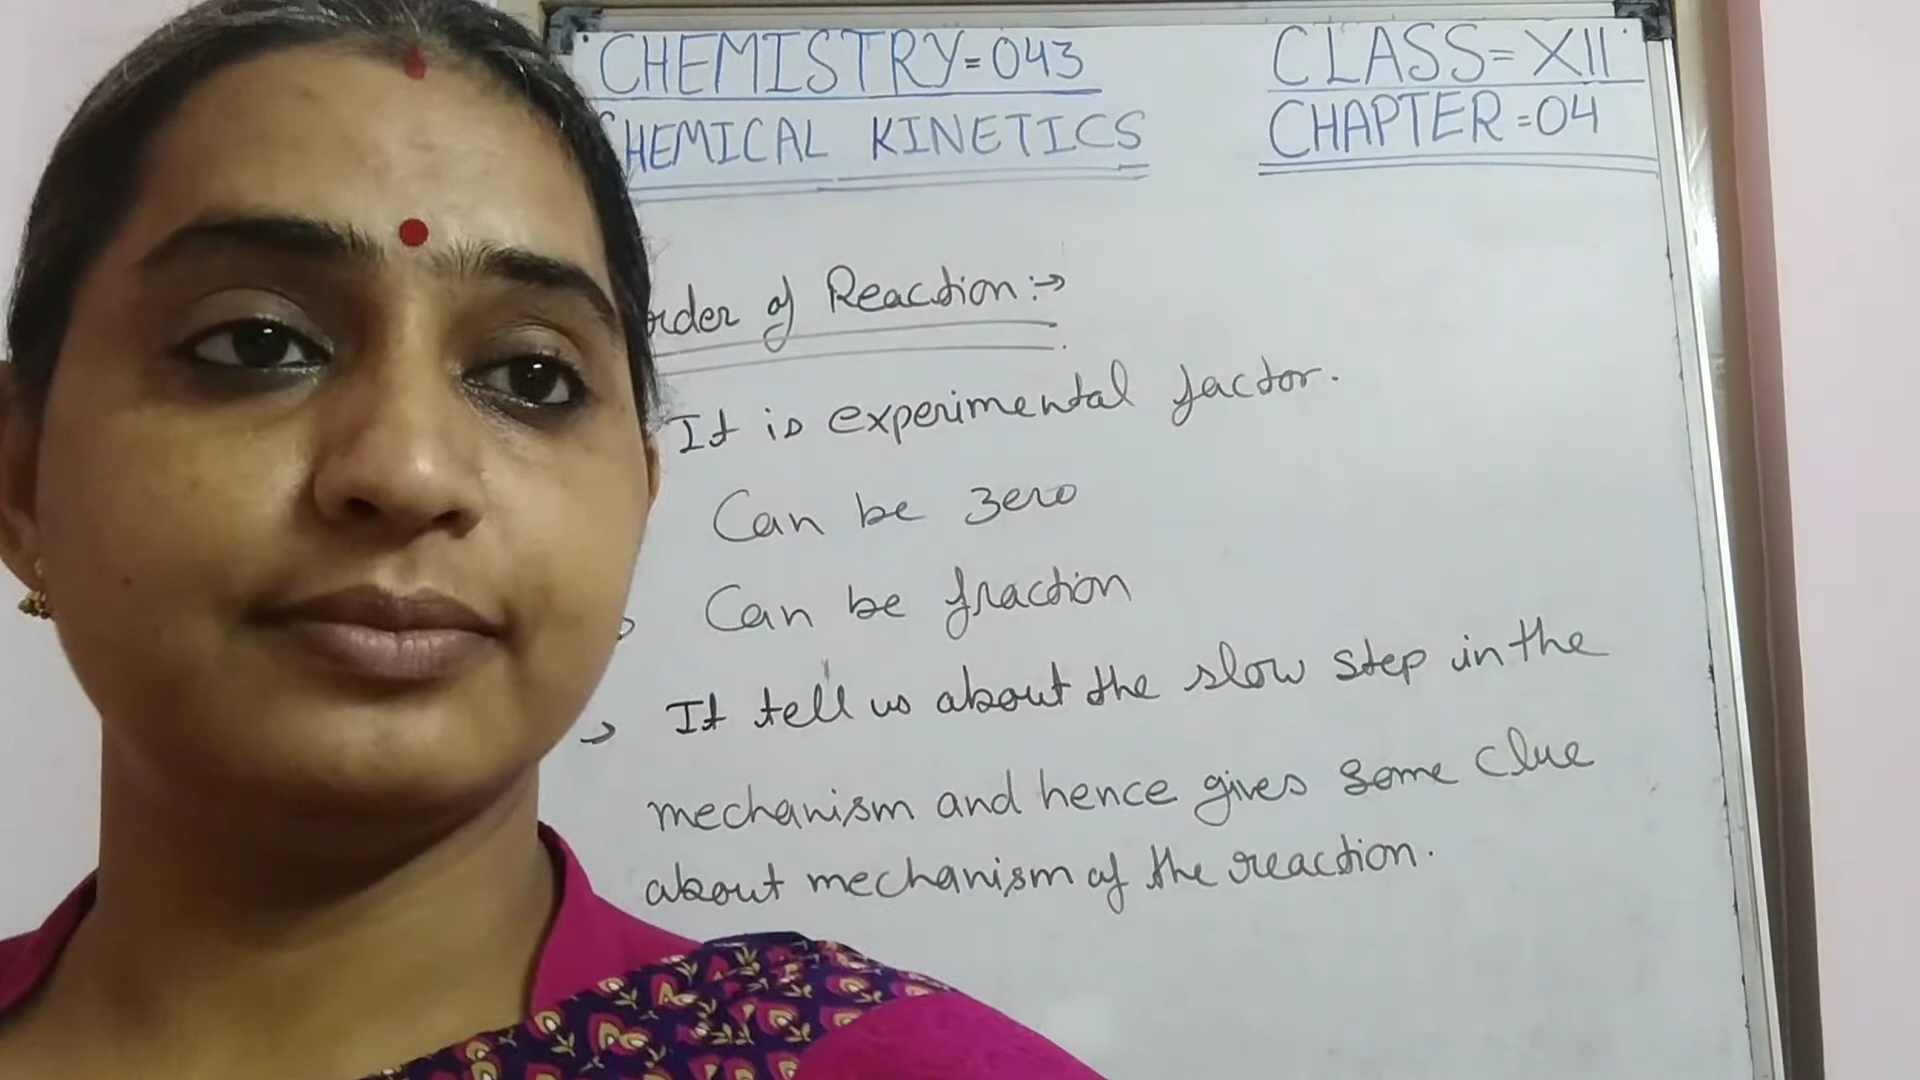 CHEMISTRY=043
CLASS=XII
CHEMICAL KINETICS
CHAPTER=04
order of Reaction:→
It is experimental factor.
Can be zero
Can be fraction
→ It tell us about the slow step in the
mechanism and hence gives some clue
about mechanism of the reaction.